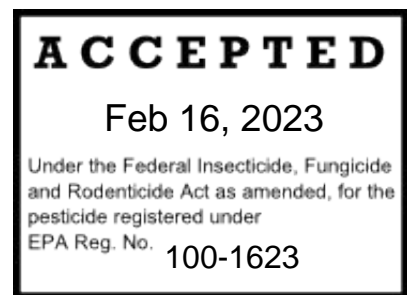 ACCEPTED
Feb 16, 2023
Under the Federal Insecticide, Fungicide
and Rodenticide Act as amended, for the
pesticide registered under
EPA Reg. No. 100-1623